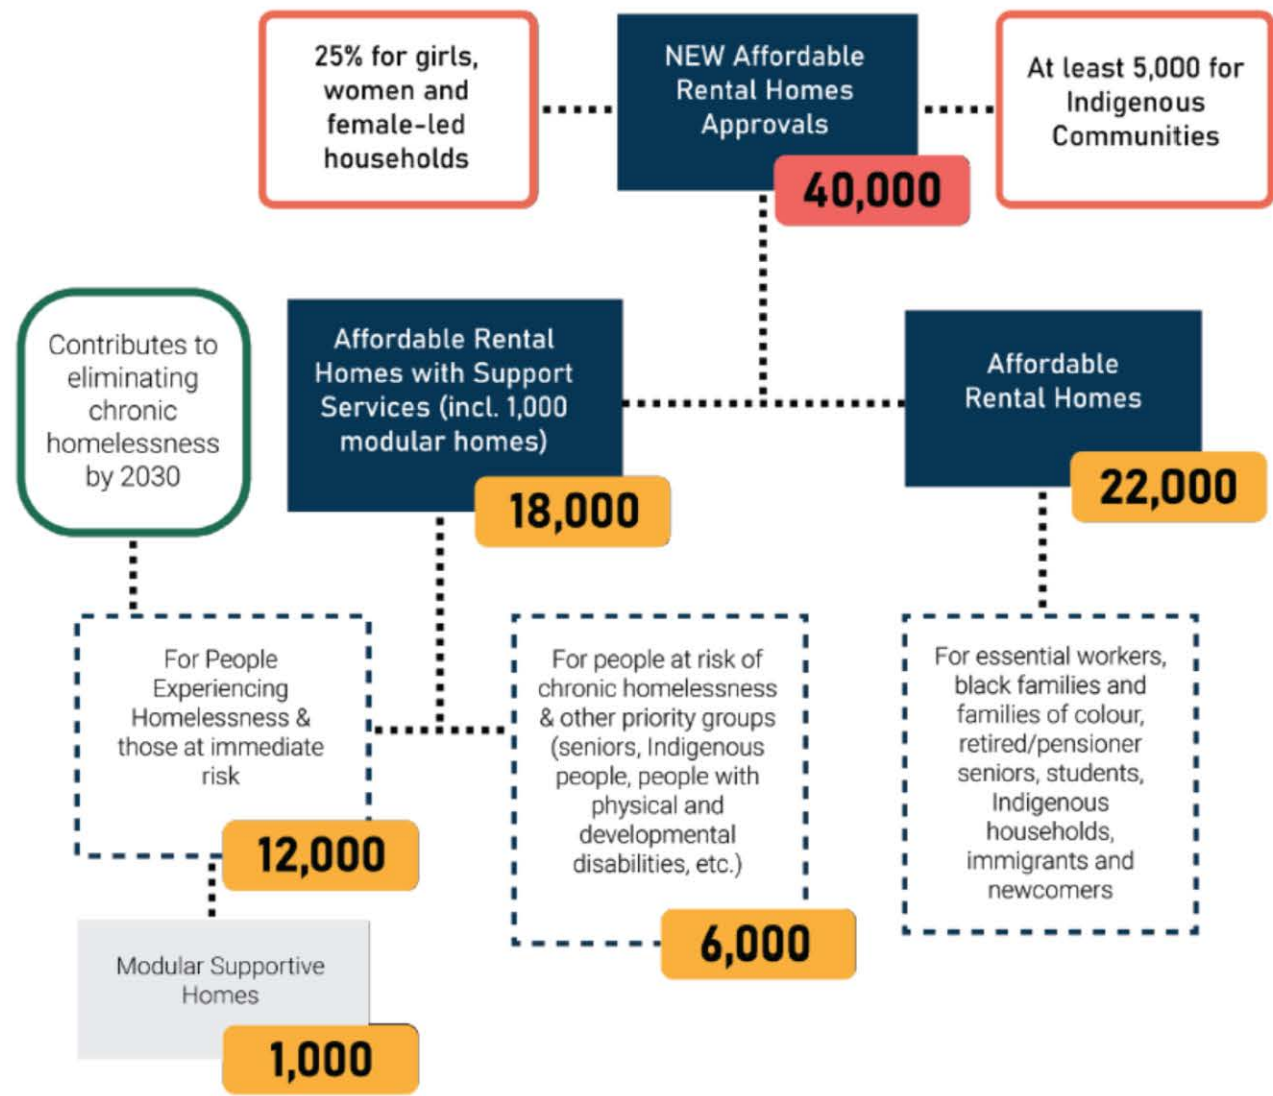 25% for girls,
women and
female-led
households
NEW Affordable
Rental Homes
Approvals
40,000
At least 5,000 for
Indigenous
Communities
Contributes to
eliminating
chronic
homelessness
by 2030
Affordable Rental
Homes with Support
Services (incl. 1,000
modular homes)
18,000
Affordable
Rental Homes
22,000
For People
Experiencing
Homelessness &
those at immediate
risk
12,000
For people at risk of
chronic homelessness
& other priority groups
(seniors, Indigenous
people, people with
physical and
developmental
disabilities, etc.)
6,000
For essential workers,
black families and
families of colour,
retired/pensioner
seniors, students,
Indigenous
households,
immigrants and
newcomers
Modular Supportive
Homes
1,000